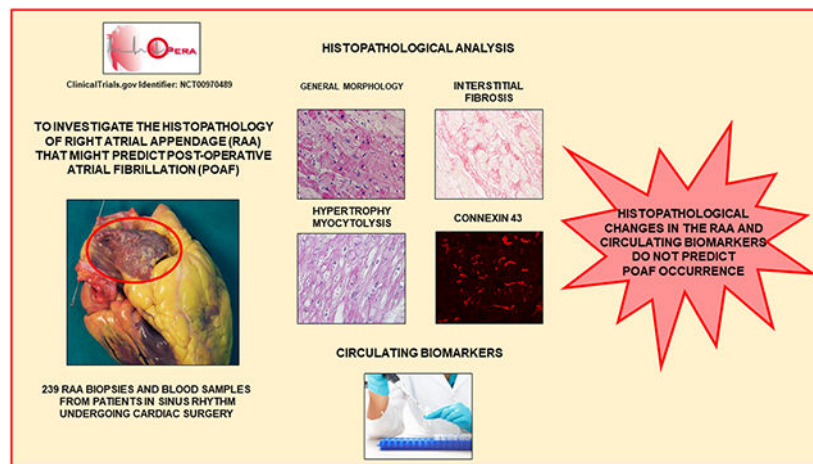 OPERA
ClinicalTrials.gov Identifier: NCT00970489
TO INVESTIGATE THE HISTOPATHOLOGY
OF RIGHT ATRIAL APPENDAGE (RAA)
THAT MIGHT PREDICT POST-OPERATIVE
ATRIAL FIBRILLATION (POAF)
239 RAA BIOPSIES AND BLOOD SAMPLES
FROM PATIENTS IN SINUS RHYTHM
UNDERGOING CARDIAC SURGERY
HISTOPATHOLOGICAL ANALYSIS
GENERAL MORPHOLOGY
INTERSTITIAL
FIBROSIS
HYPERTROPHY
MYOCYTOLYSIS
CONNEXIN 43
CIRCULATING BIOMARKERS
HISTOPATHOLOGICAL
CHANGES IN THE RAA AND
CIRCULATING BIOMARKERS
DO NOT PREDICT
POAF OCCURRENCE